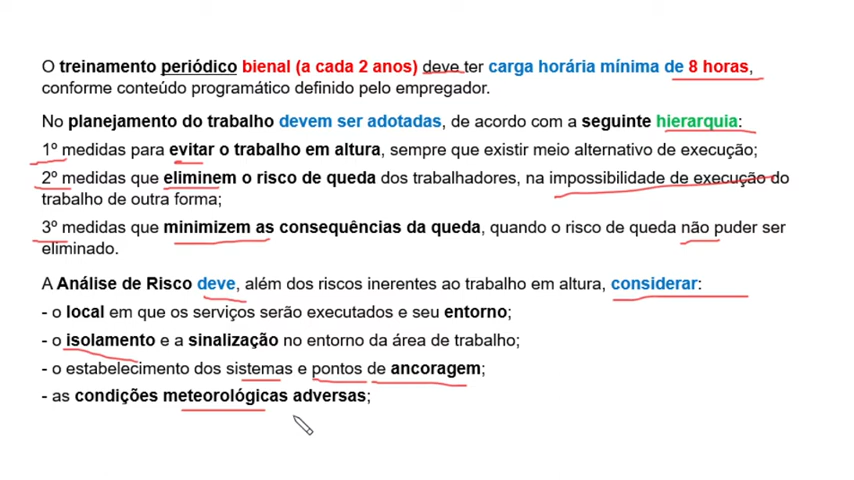 O treinamento periódico bienal (a cada 2 anos) deve ter carga horária mínima de 8 horas,
conforme conteúdo programático definido pelo empregador.
No planejamento do trabalho devem ser adotadas, de acordo com a seguinte hierarquia:
1º medidas para evitar o trabalho em altura, sempre que existir meio alternativo de execução;
2º medidas que eliminem o risco de queda dos trabalhadores, na impossibilidade de execução do
trabalho de outra forma;
3º medidas que minimizem as consequências da queda, quando o risco de queda não puder ser
eliminado.
A Análise de Risco deve, além dos riscos inerentes ao trabalho em altura, considerar:
- o local em que os serviços serão executados e seu entorno;
- o isolamento e a sinalização no entorno da área de trabalho;
- o estabelecimento dos sistemas e pontos de ancoragem;
- as condições meteorológicas adversas;